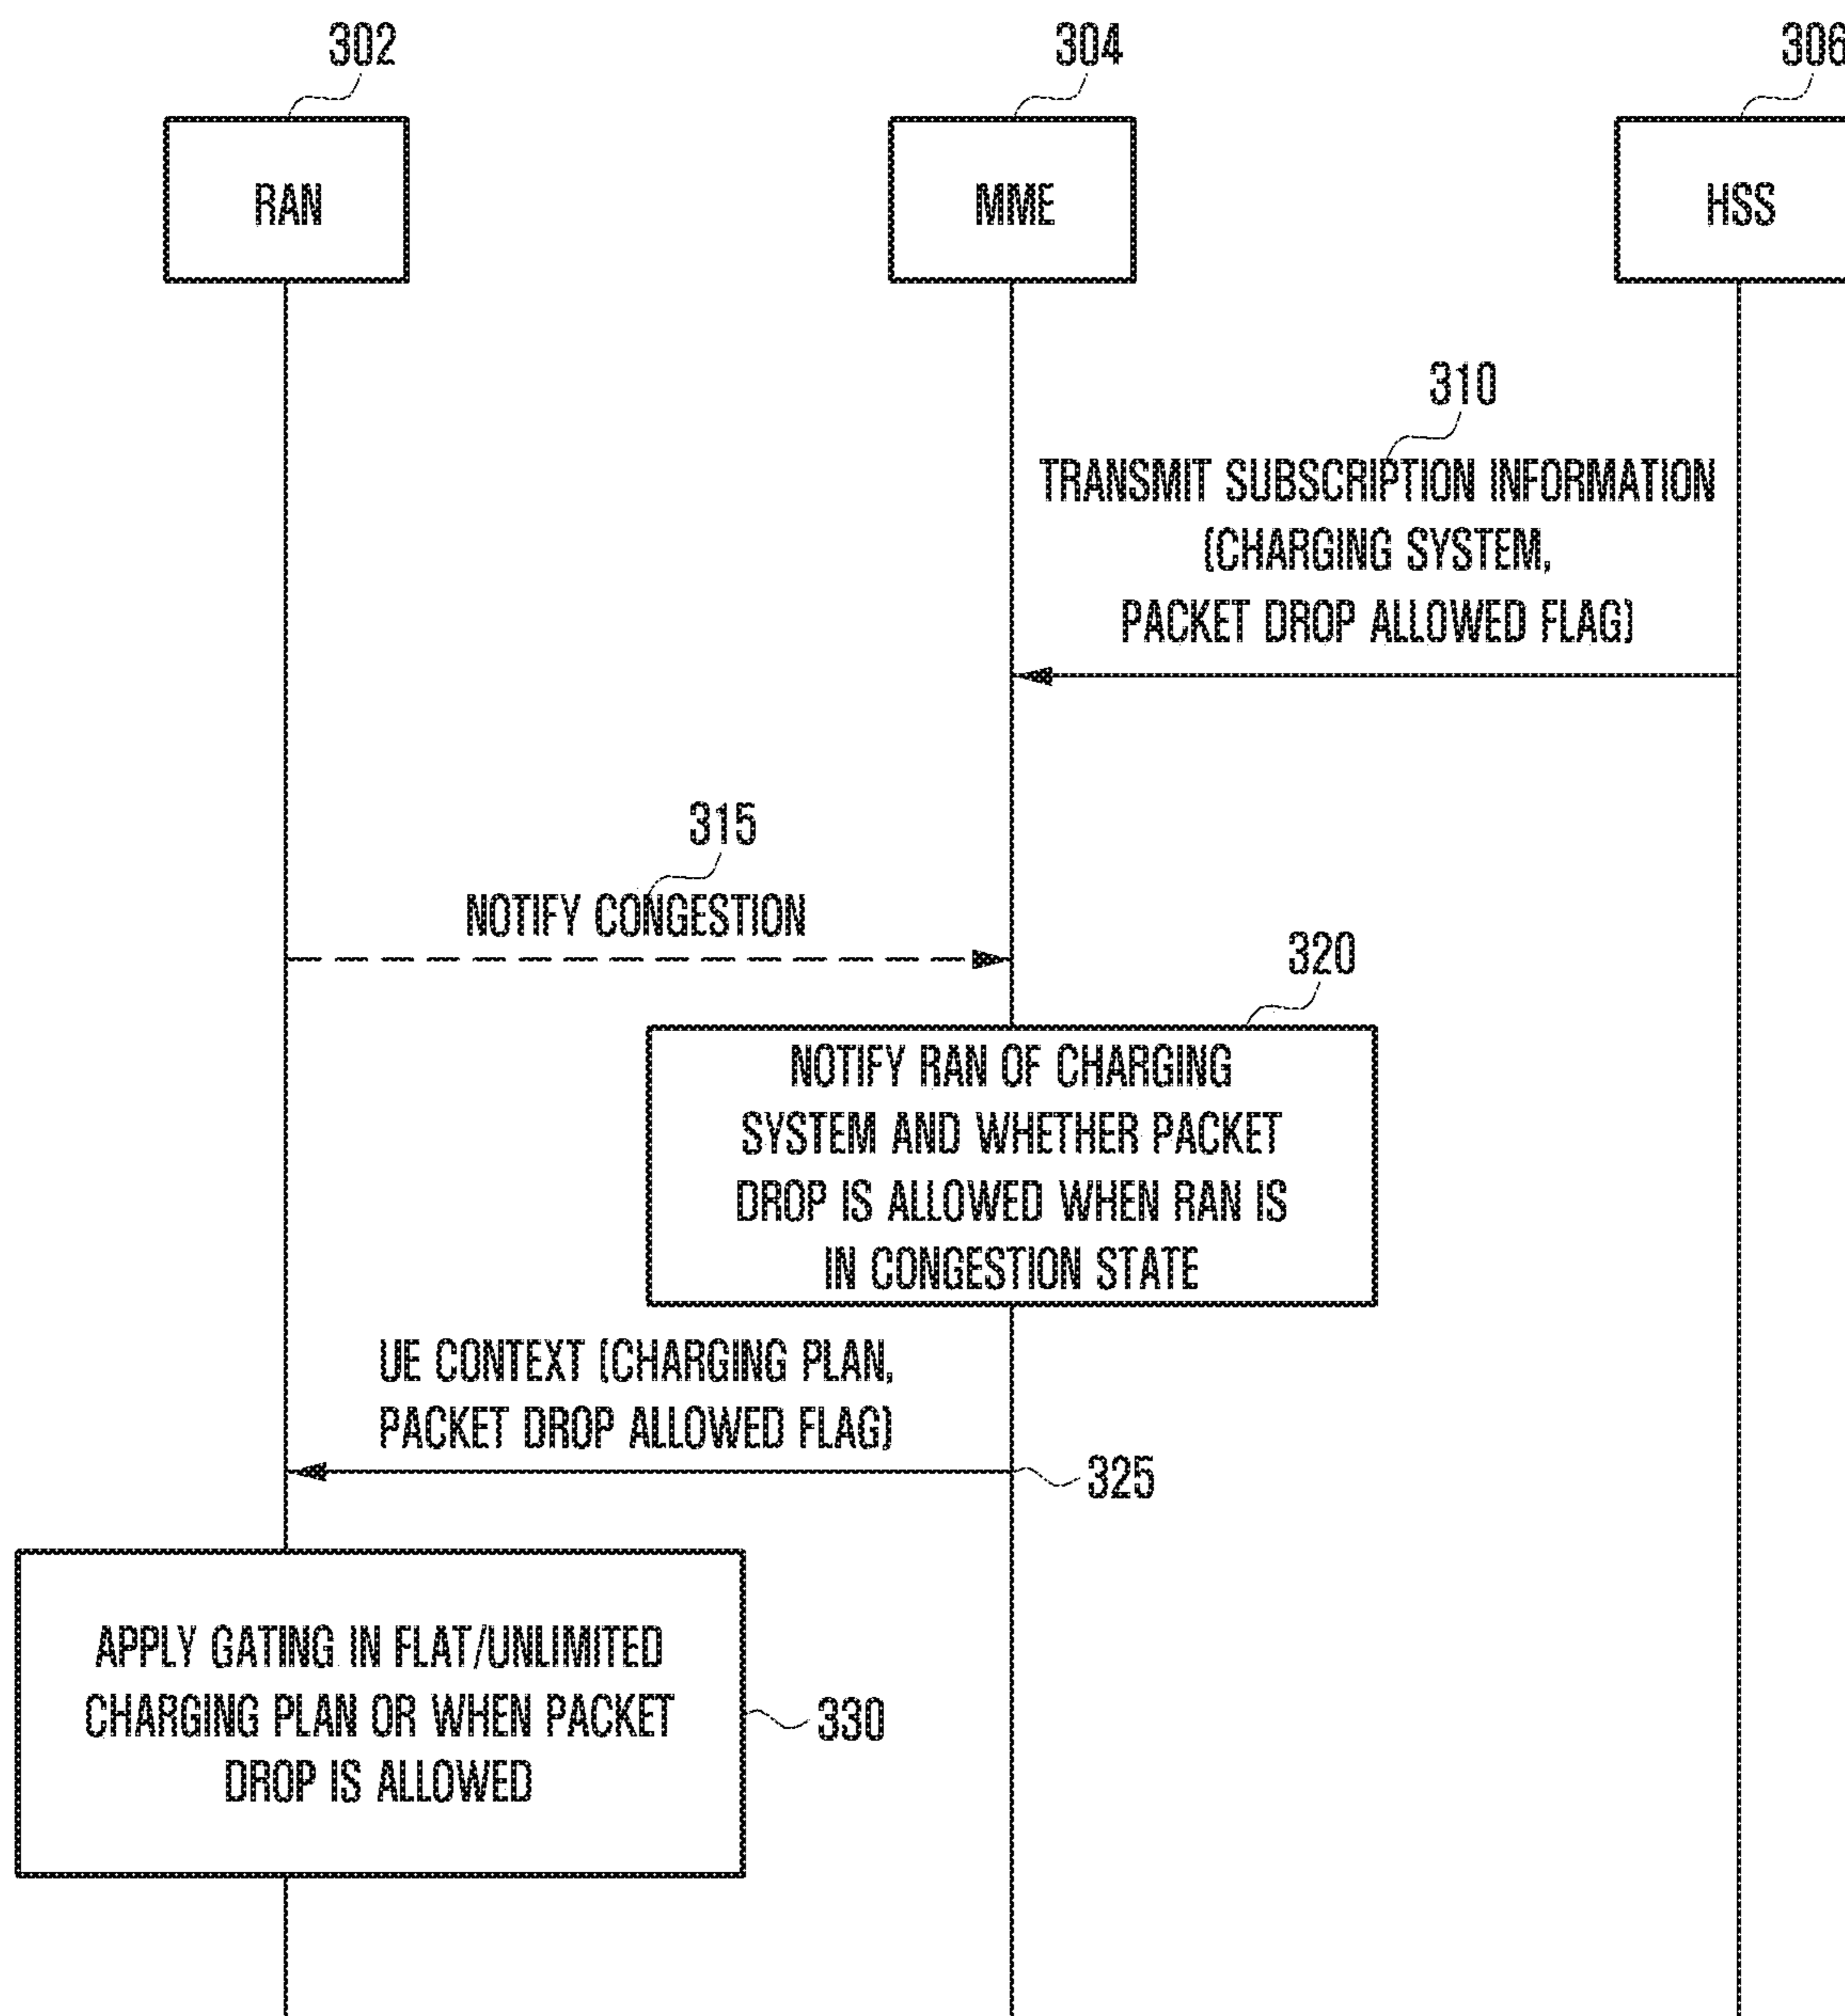 302
304
306
RAN
MME
HSS
310
TRANSMIT SUBSCRIPTION INFORMATION
(CHARGING SYSTEM,
PACKET DROP ALLOWED FLAG)
315
NOTIFY CONGESTION
320
NOTIFY RAN OF CHARGING
SYSTEM AND WHETHER PACKET
DROP IS ALLOWED WHEN RAN IS
IN CONGESTION STATE
UE CONTEXT (CHARGING PLAN,
PACKET DROP ALLOWED FLAG)
325
APPLY GATING IN FLAT/UNLIMITED
CHARGING PLAN OR WHEN PACKET
DROP IS ALLOWED
330